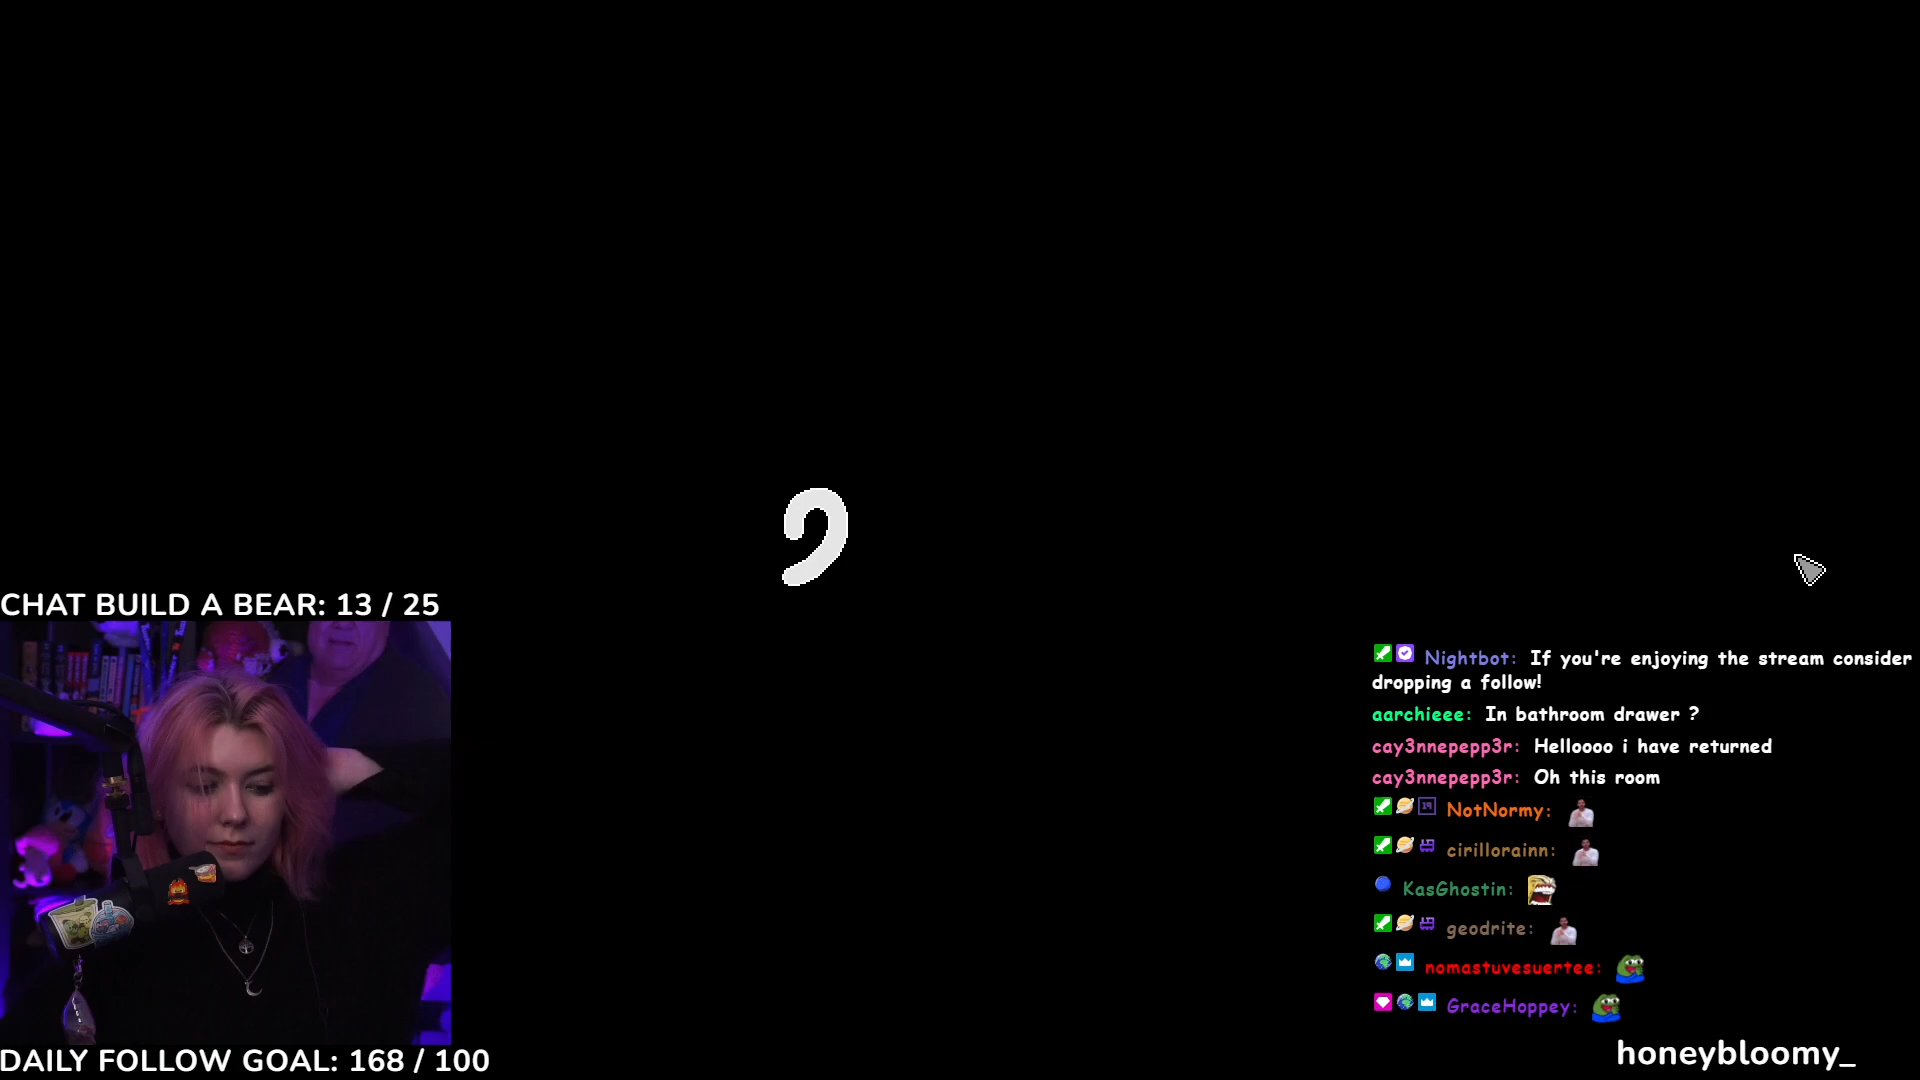 CHAT BUILD A BEAR: 13 / 25
Nightbot: If you're enjoying the stream consider
dropping a follow!
aarchieee: In bathroom drawer ?
cay3nnepepp3r: Helloooo i have returned
cay3nnepepp3r: Oh this room
NotNormy:
cirillorainn:
KasGhostin:
geodrite:
nomastuvesuertee:
GraceHoppey:
honeybloomy_
DAILY FOLLOW GOAL: 168 / 100